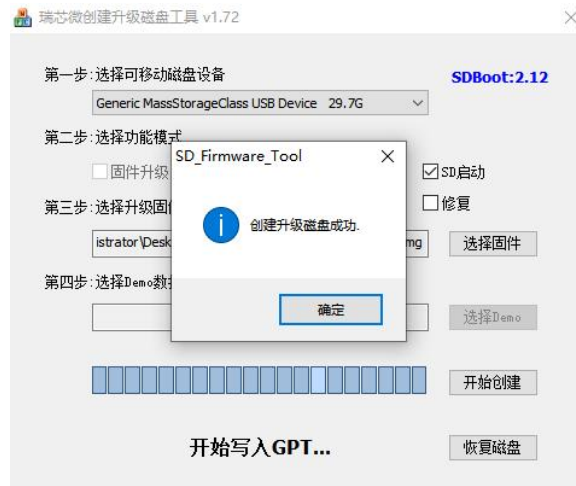 瑞芯微创建升级磁盘工具 v1.72
第一步:选择可移动磁盘设备
SDBoot:2.12
Generic MassStorageClass USB Device 29.7G
第二步:选择功能模式
固件升级
SD启动
修复
SD_Firmware_Tool
创建升级磁盘成功.
确定
第三步:选择升级固
istrator\Desk
mg
选择固件
第四步:选择Demo数
选择Demo
开始创建
开始写入GPT...
恢复磁盘